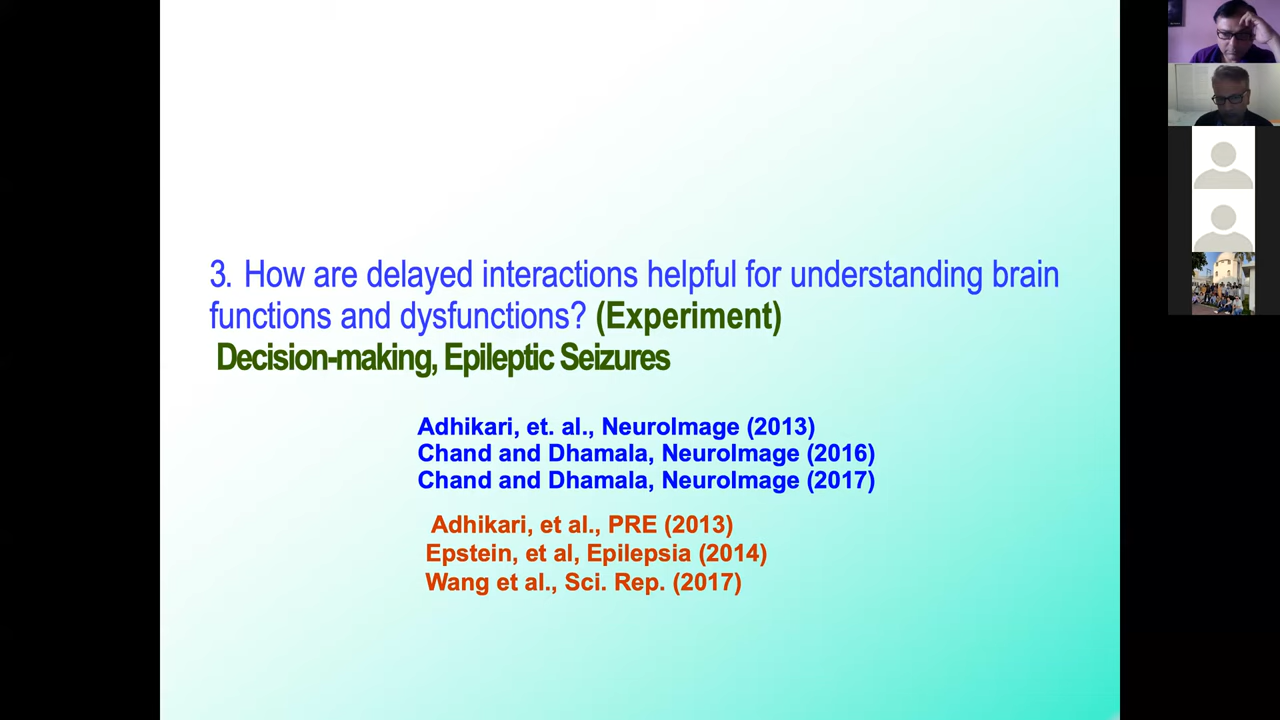 3. How are delayed interactions helpful for understanding brain
functions and dysfunctions? (Experiment)
Decision-making, Epileptic Seizures
Adhikari, et. al., NeuroImage (2013)
Chand and Dhamala, NeuroImage (2016)
Chand and Dhamala, NeuroImage (2017)
Adhikari, et al., PRE (2013)
Epstein, et al, Epilepsia (2014)
Wang et al., Sci. Rep. (2017)